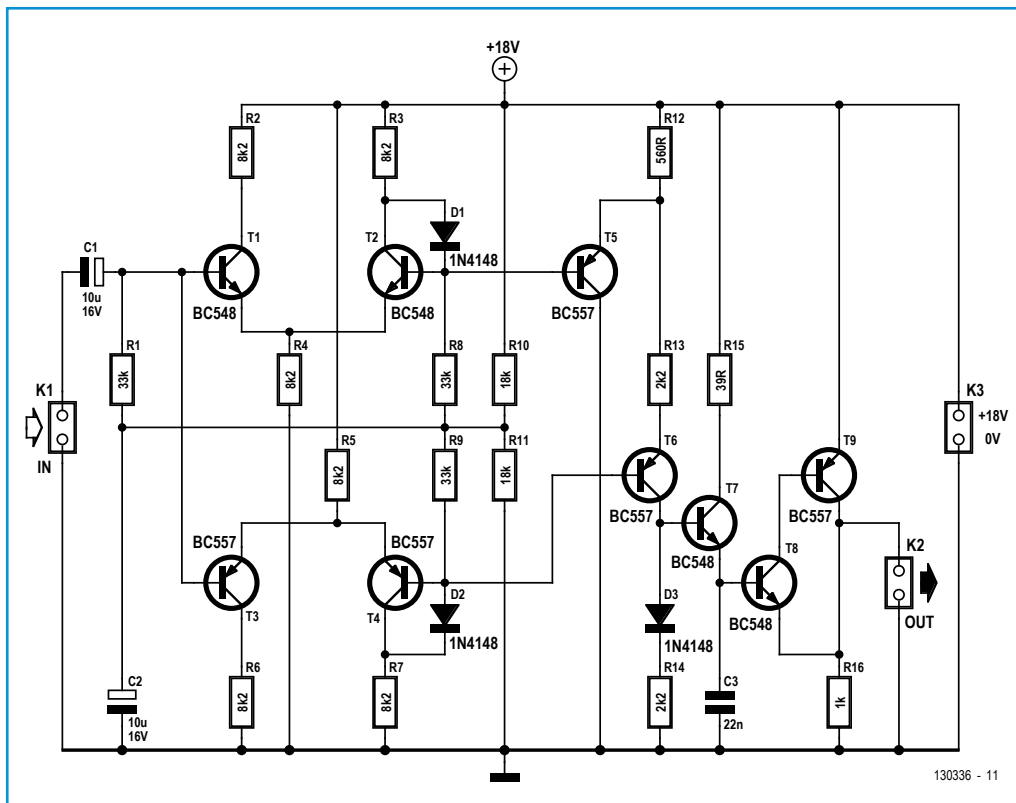 +18V
R2
8k2
R3
8k2
R12
560R
D1
1N4148
C1
10u
16V
T1
BC548
T2
BC548
T5
BC557
R1
33k
R4
8k2
R8
33k
R10
18k
R13
2k2
R15
39R
K1
IN
K3
+18V
0V
R5
8k2
R9
33k
R11
18k
T6
BC557
T9
BC557
T7
BC548
BC557
T3
BC557
T4
D2
1N4148
T8
BC548
K2
OUT
D3
1N4148
C2
10u
16V
R6
8k2
R7
8k2
R14
2k2
C3
22n
R16
1k
130336 - 11